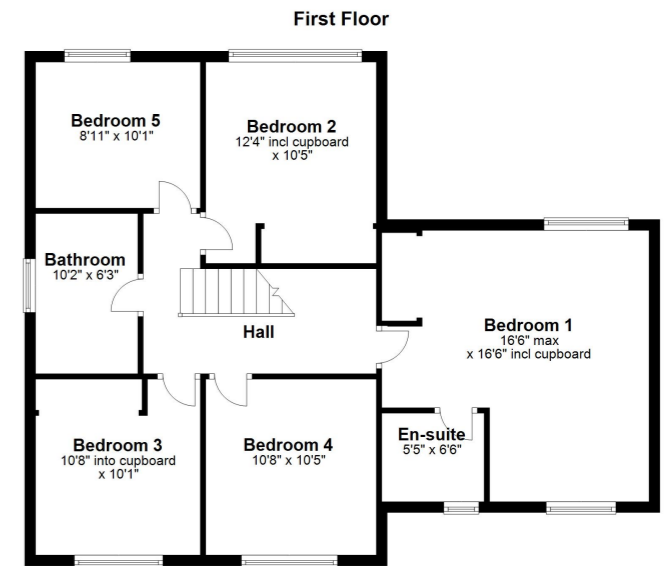 First Floor
Bedroom 5
8'11" x 10'1"
Bedroom 2
12'4" incl cupboard
x 10'5"
Bathroom
10'2" x 6'3"
Hall
Bedroom 1
16'6" max
x 16'6" incl cupboard
Bedroom 3
10'8" into cupboard
x 10'1"
Bedroom 4
10'8" x 10'5"
En-suite
5'5" x 6'6"